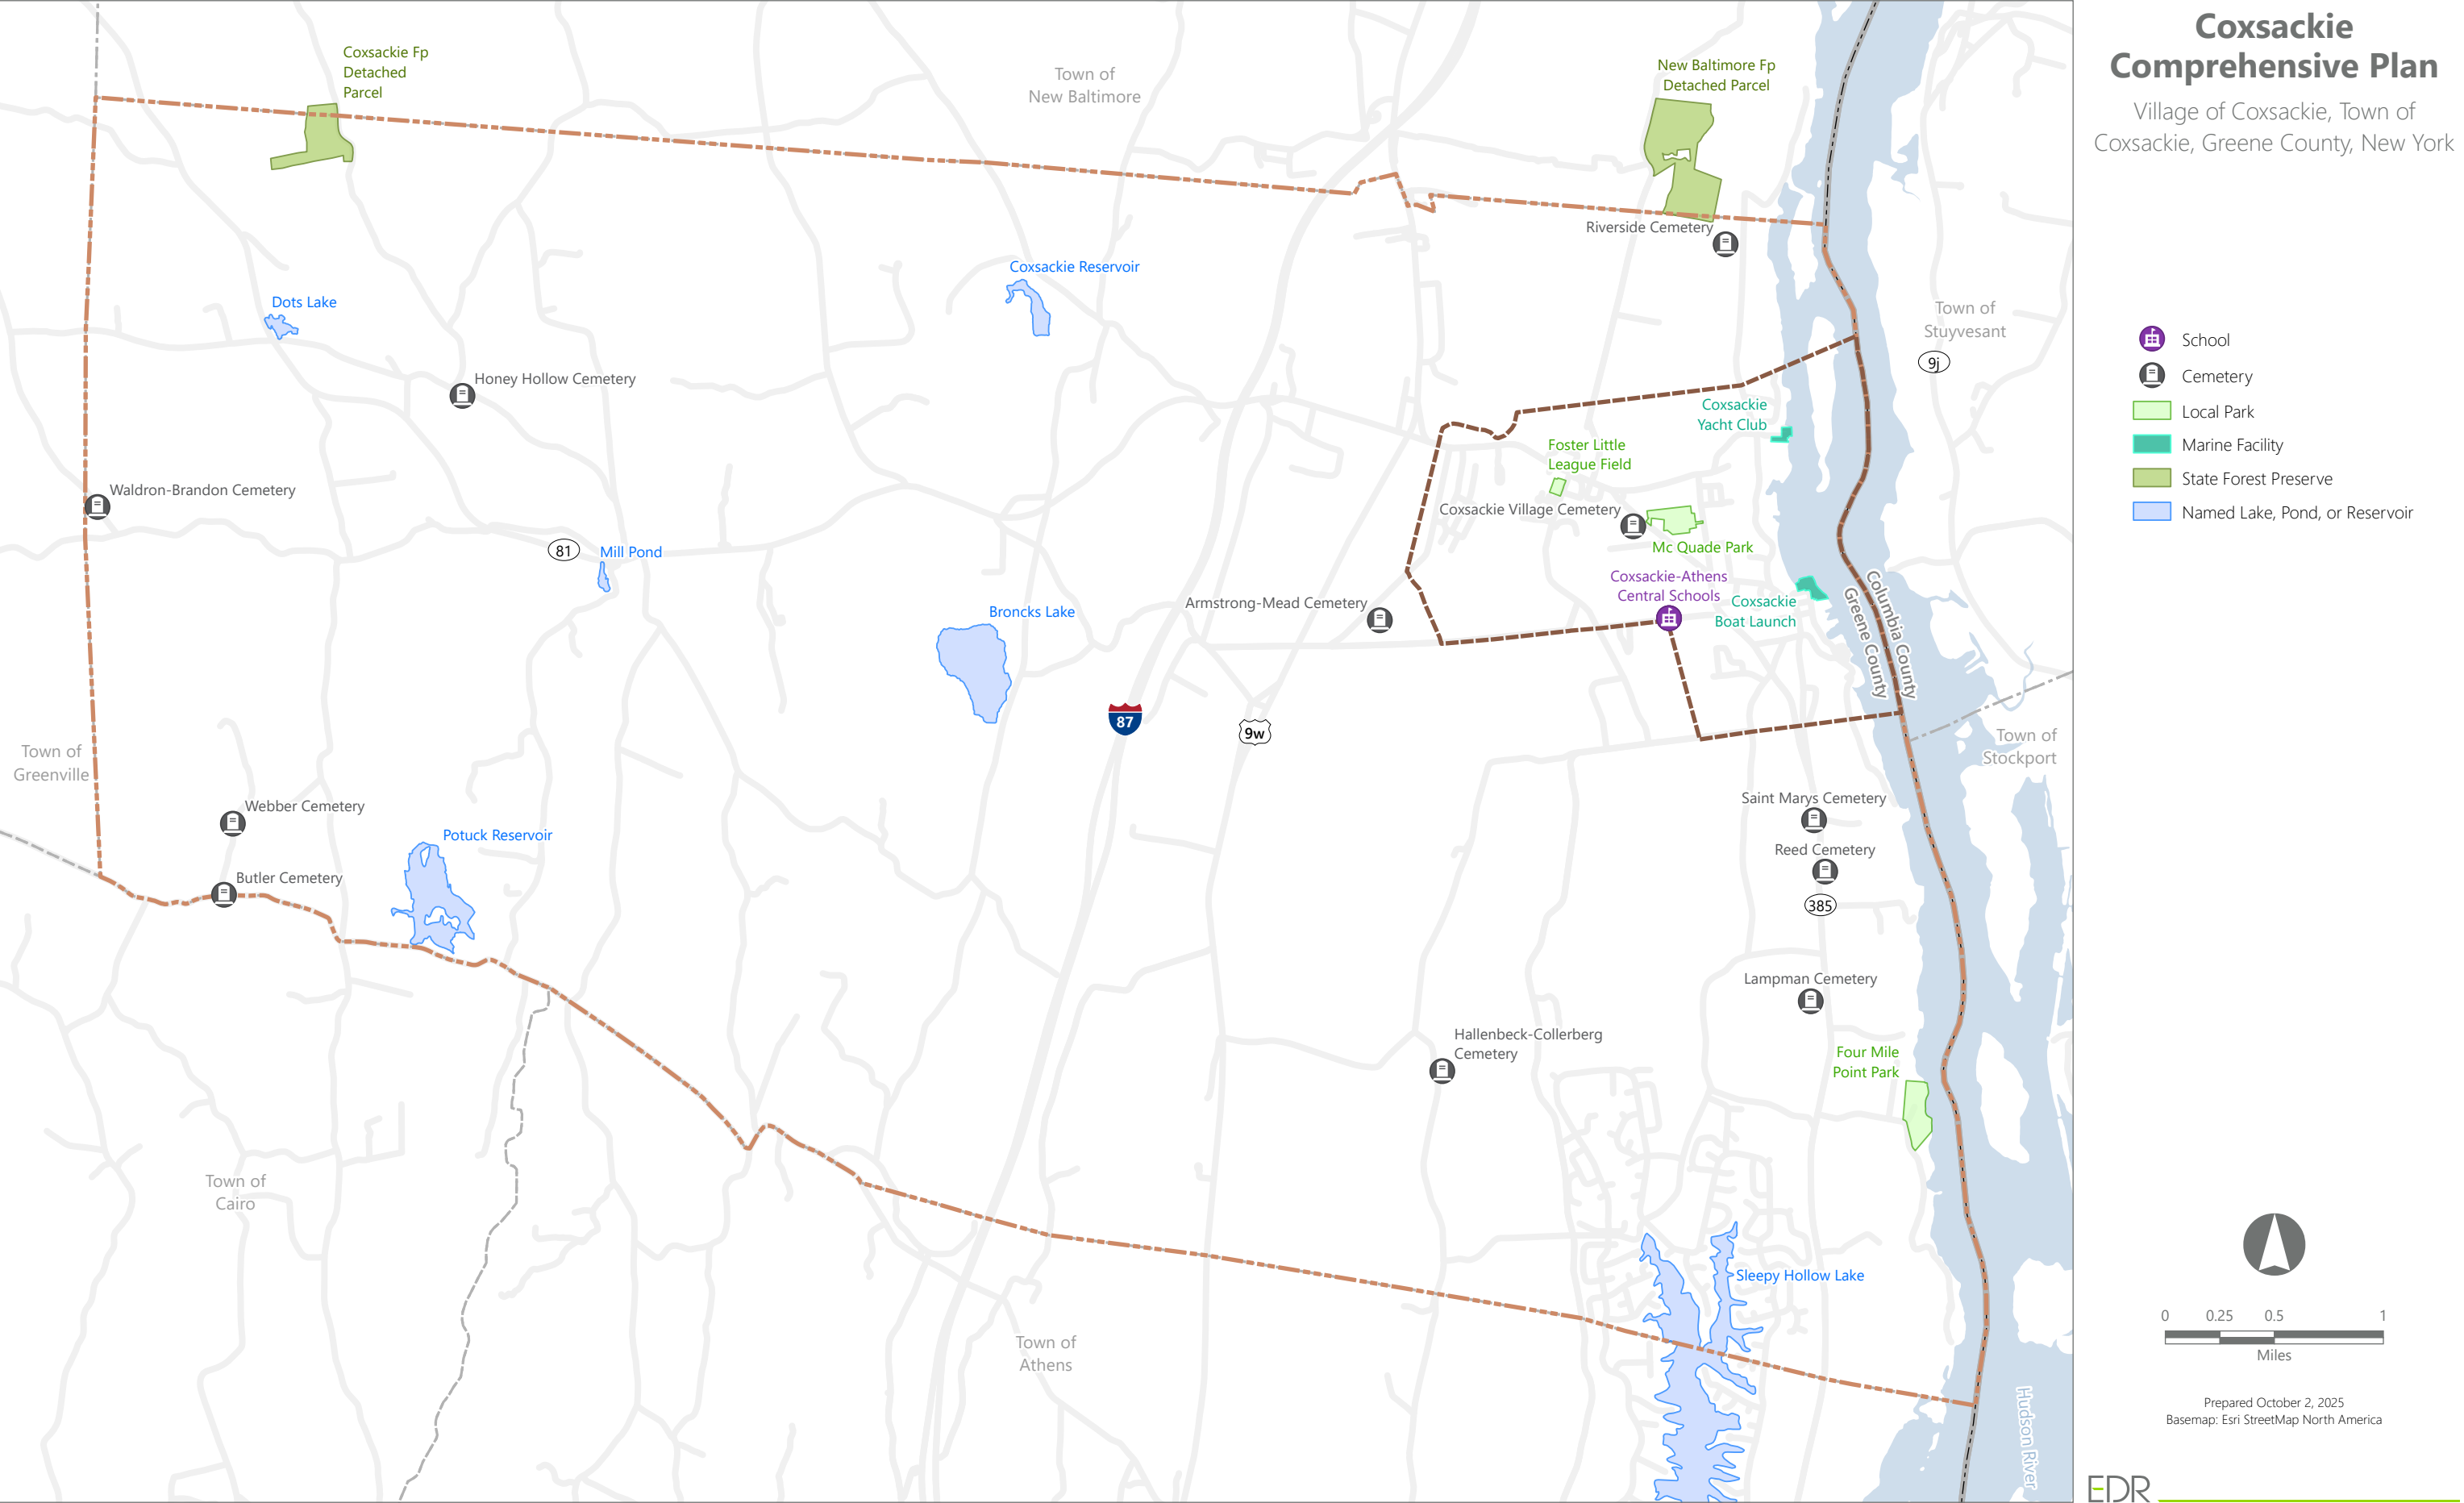 Coxsackie
Comprehensive Plan
Village of Coxsackie, Town of
Coxsackie, Greene County, New York
School
Cemetery
Local Park
Marine Facility
State Forest Preserve
Named Lake, Pond, or Reservoir
Coxsackie Fp
Detached
Parcel
Town of
New Baltimore
New Baltimore Fp
Detached Parcel
Riverside Cemetery
Coxsackie Reservoir
Dots Lake
Town of
Stuyvesant
9j
Honey Hollow Cemetery
Coxsackie
Yacht Club
Foster Little
League Field
Waldron-Brandon Cemetery
Coxsackie Village Cemetery
81
Mill Pond
Mc Quade Park
Coxsackie-Athens
Central Schools
Coxsackie
Boat Launch
Columbia County
Greene County
Armstrong-Mead Cemetery
Broncks Lake
87
9w
Town of
Greenville
Town of
Stockport
Webber Cemetery
Saint Marys Cemetery
Potuck Reservoir
Reed Cemetery
Butler Cemetery
385
Lampman Cemetery
Hallenbeck-Collerberg
Cemetery
Four Mile
Point Park
Town of
Cairo
Sleepy Hollow Lake
Town of
Athens
Hudson River
0 0.25 0.5 1
Miles
Prepared October 2, 2025
Basemap: Esri StreetMap North America
EDR